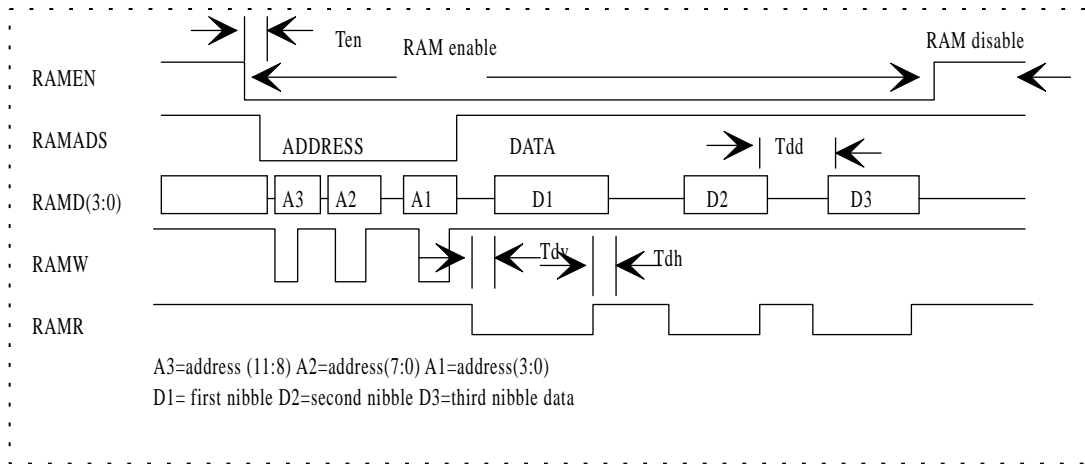 Ten
RAM enable
RAM disable
RAMEN
RAMADS
ADDRESS
DATA
Tdd
RAMD(3:0)
A3
A2
A1
D1
D2
D3
RAMW
Tdv
Tdh
RAMR
A3=address (11:8) A2=address(7:0) A1=address(3:0)
D1= first nibble D2=second nibble D3=third nibble data